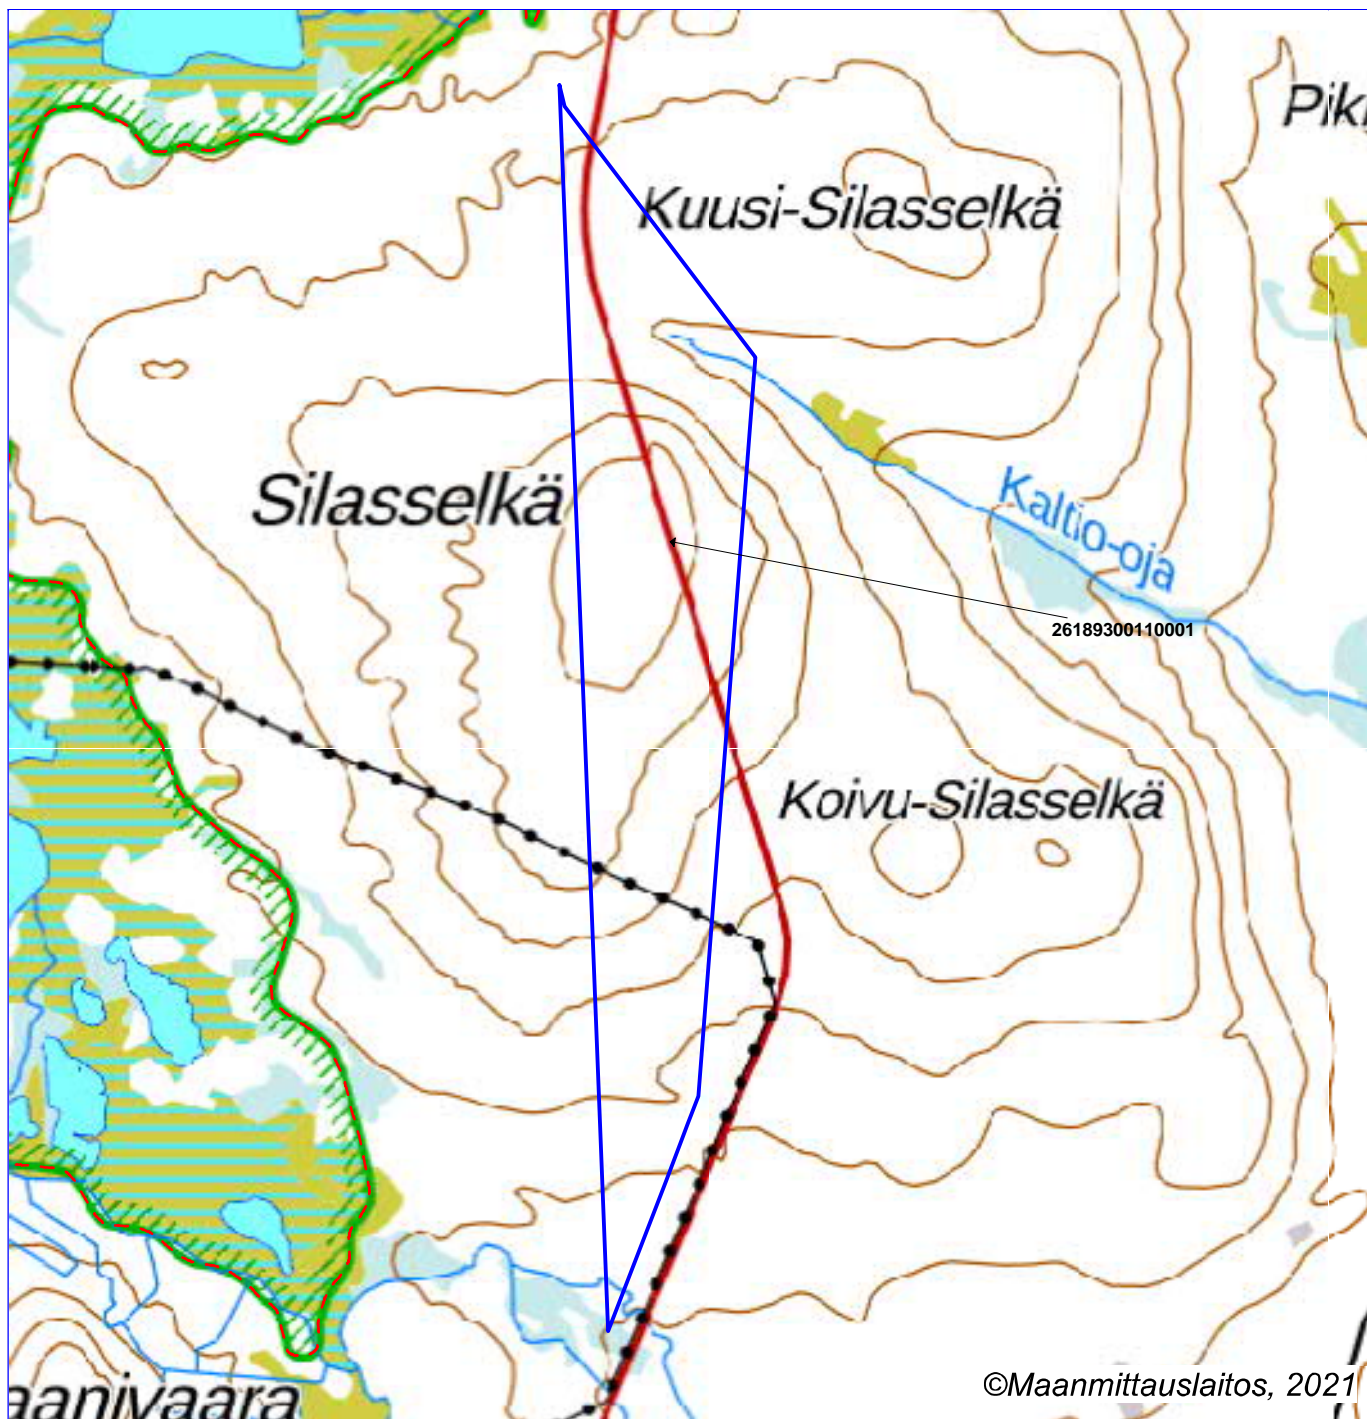 Kuusi-Silasselkä
Silasselkä
Kaltio-oja
26189300110001
Koivu-Silasselkä
©Maanmittauslaitos, 2021